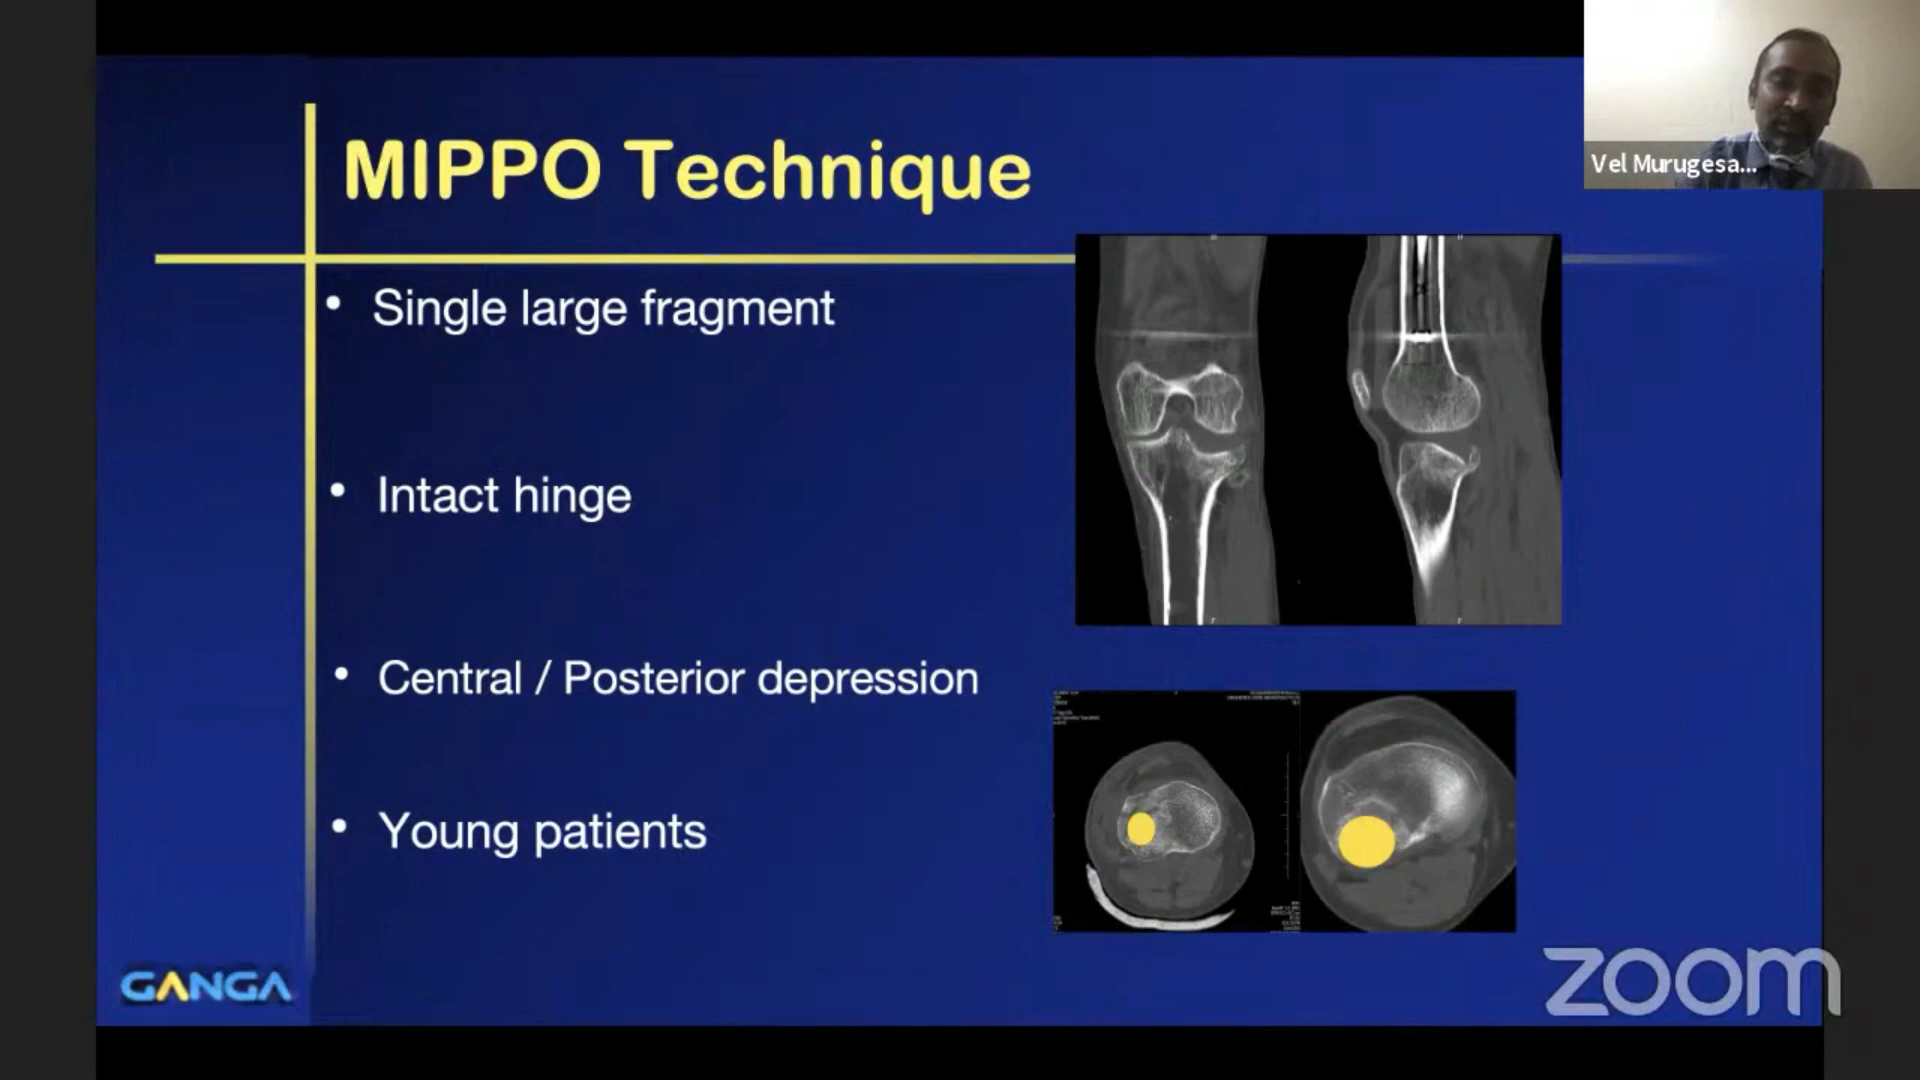 Vel Murugesa...
MIPPO Technique
• Single large fragment
• Intact hinge
• Central / Posterior depression
• Young patients
GANGA
zoom